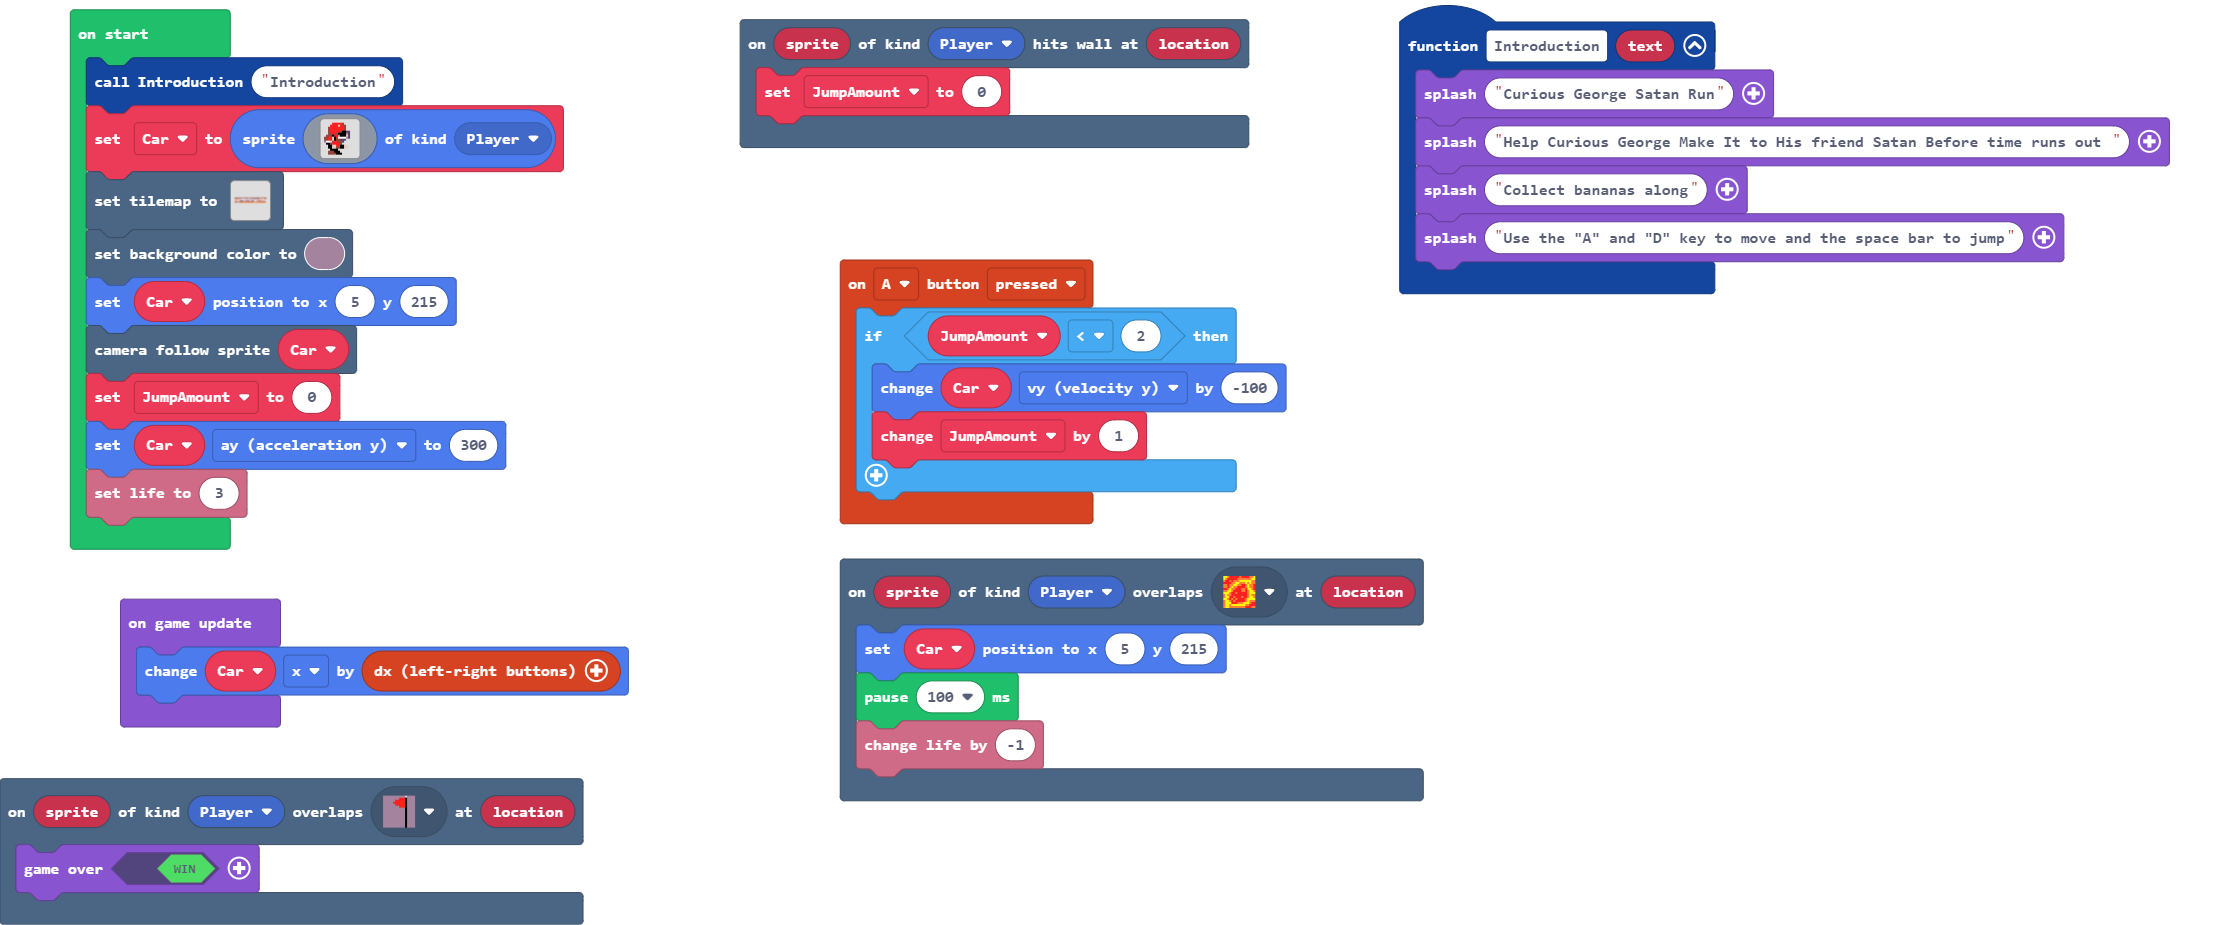 on start
call Introduction "Introduction"
set Car to sprite of kind Player
set tilemap to
set background color to
set Car position to x 5 y 215
camera follow sprite Car
set JumpAmount to 0
set Car ay (acceleration y) to 300
set life to 3
on game update
change Car x by dx (left-right buttons)
on sprite of kind Player overlaps at location
game over WIN
on sprite of kind Player hits wall at location
set JumpAmount to 0
on A button pressed
if JumpAmount < 2 then
change Car vy (velocity y) by -100
change JumpAmount by 1
on sprite of kind Player overlaps at location
set Car position to x 5 y 215
pause 100 ms
change life by -1
function Introduction text
splash "Curious George Satan Run"
splash "Help Curious George Make It to His friend Satan Before time runs out "
splash "Collect bananas along"
splash "Use the "A" and "D" key to move and the space bar to jump"